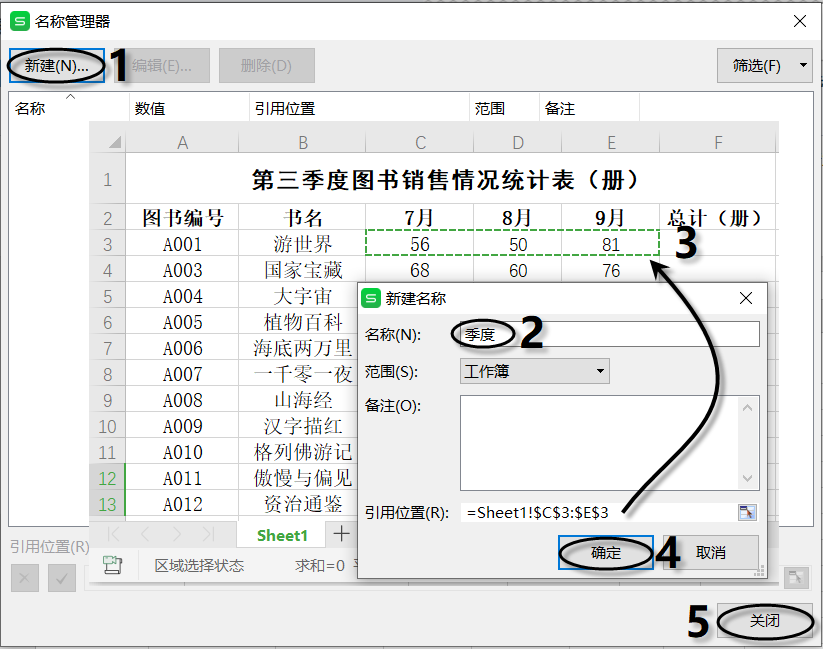 S 名称管理器
新建(N)... 1 编辑(E)... 删除(D) 筛选(F)
名称 数值 引用位置 范围 备注
A B C D E F
1 第三季度图书销售情况统计表（册）
2 图书编号 书名 7月 8月 9月 总计（册）
3 A001 游世界 56 50 81 3
4 A003 国家宝藏 68 60 76
5 A004 大宇宙
6 A005 植物百科
7 A006 海底两万里
8 A007 一千零一夜
9 A008 山海经
10 A009 汉字描红
11 A010 格列佛游记
12 A011 傲慢与偏见
13 A012 资治通鉴
Sheet1
区域选择状态 求和=0
引用位置(R)
S 新建名称
名称(N): 季度 2
范围(S): 工作簿
备注(O):
引用位置(R): =Sheet1!$C$3:$E$3
确定 4 取消
5 关闭